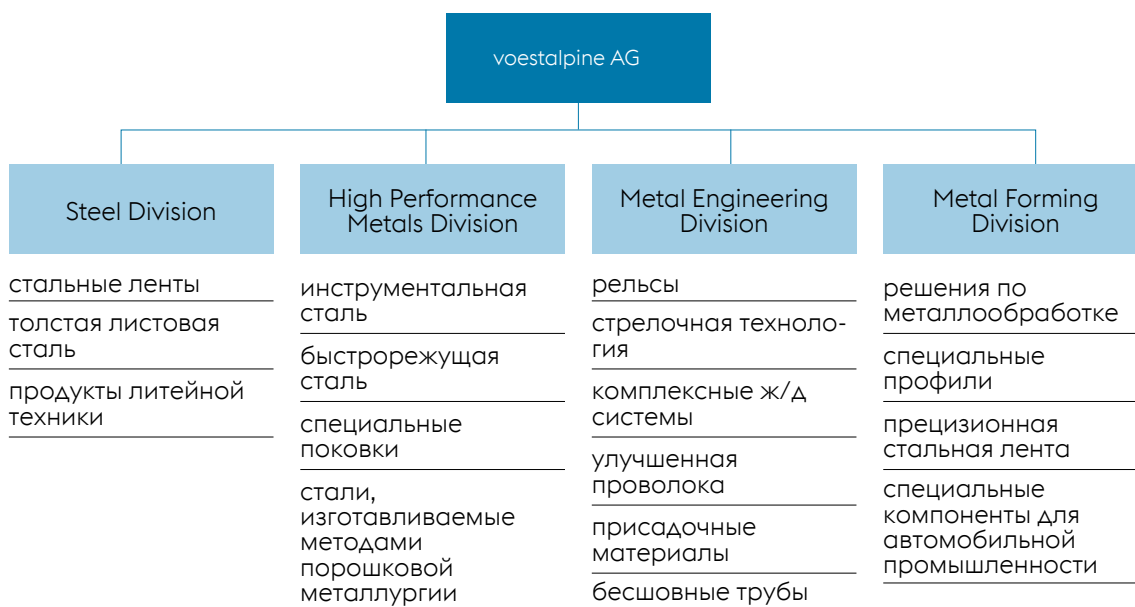 voestalpine AG
Steel Division
стальные ленты
толстая листовая
сталь
продукты литейной
техники
High Performance
Metals Division
инструментальная
сталь
быстрорежущая
сталь
специальные
поковки
стали,
изготавливаемые
методами
порошковой
металлургии
Metal Engineering
Division
рельсы
стрелочная техноло-
гия
комплексные ж/д
системы
улучшенная
проволока
присадочные
материалы
бесшовные трубы
Metal Forming
Division
решения по
металлообработке
специальные
профили
прецизионная
стальная лента
специальные
компоненты для
автомобильной
промышленности